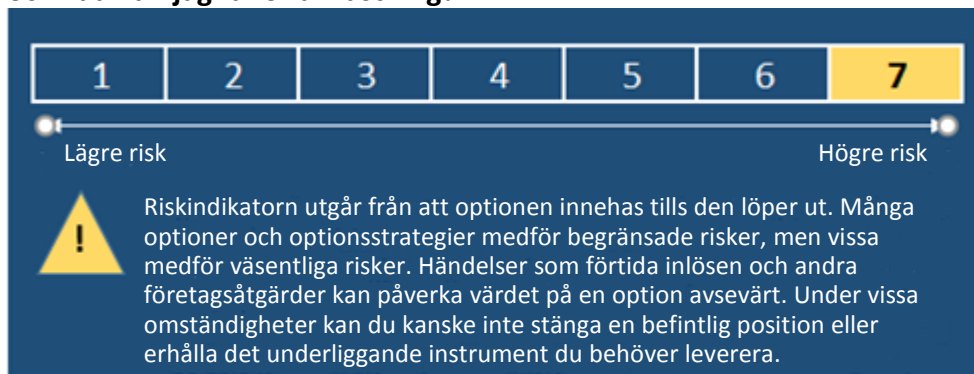 1 2 3 4 5 6 7
Lägre risk Högre risk
! Riskindikatorn utgår från att optionen innehas tills den löper ut. Många
optioner och optionsstrategier medför begränsade risker, men vissa
medför väsentliga risker. Händelser som förtida inlösen och andra
företagsåtgärder kan påverka värdet på en option avsevärt. Under vissa
omständigheter kan du kanske inte stänga en befintlig position eller
erhålla det underliggande instrument du behöver leverera.